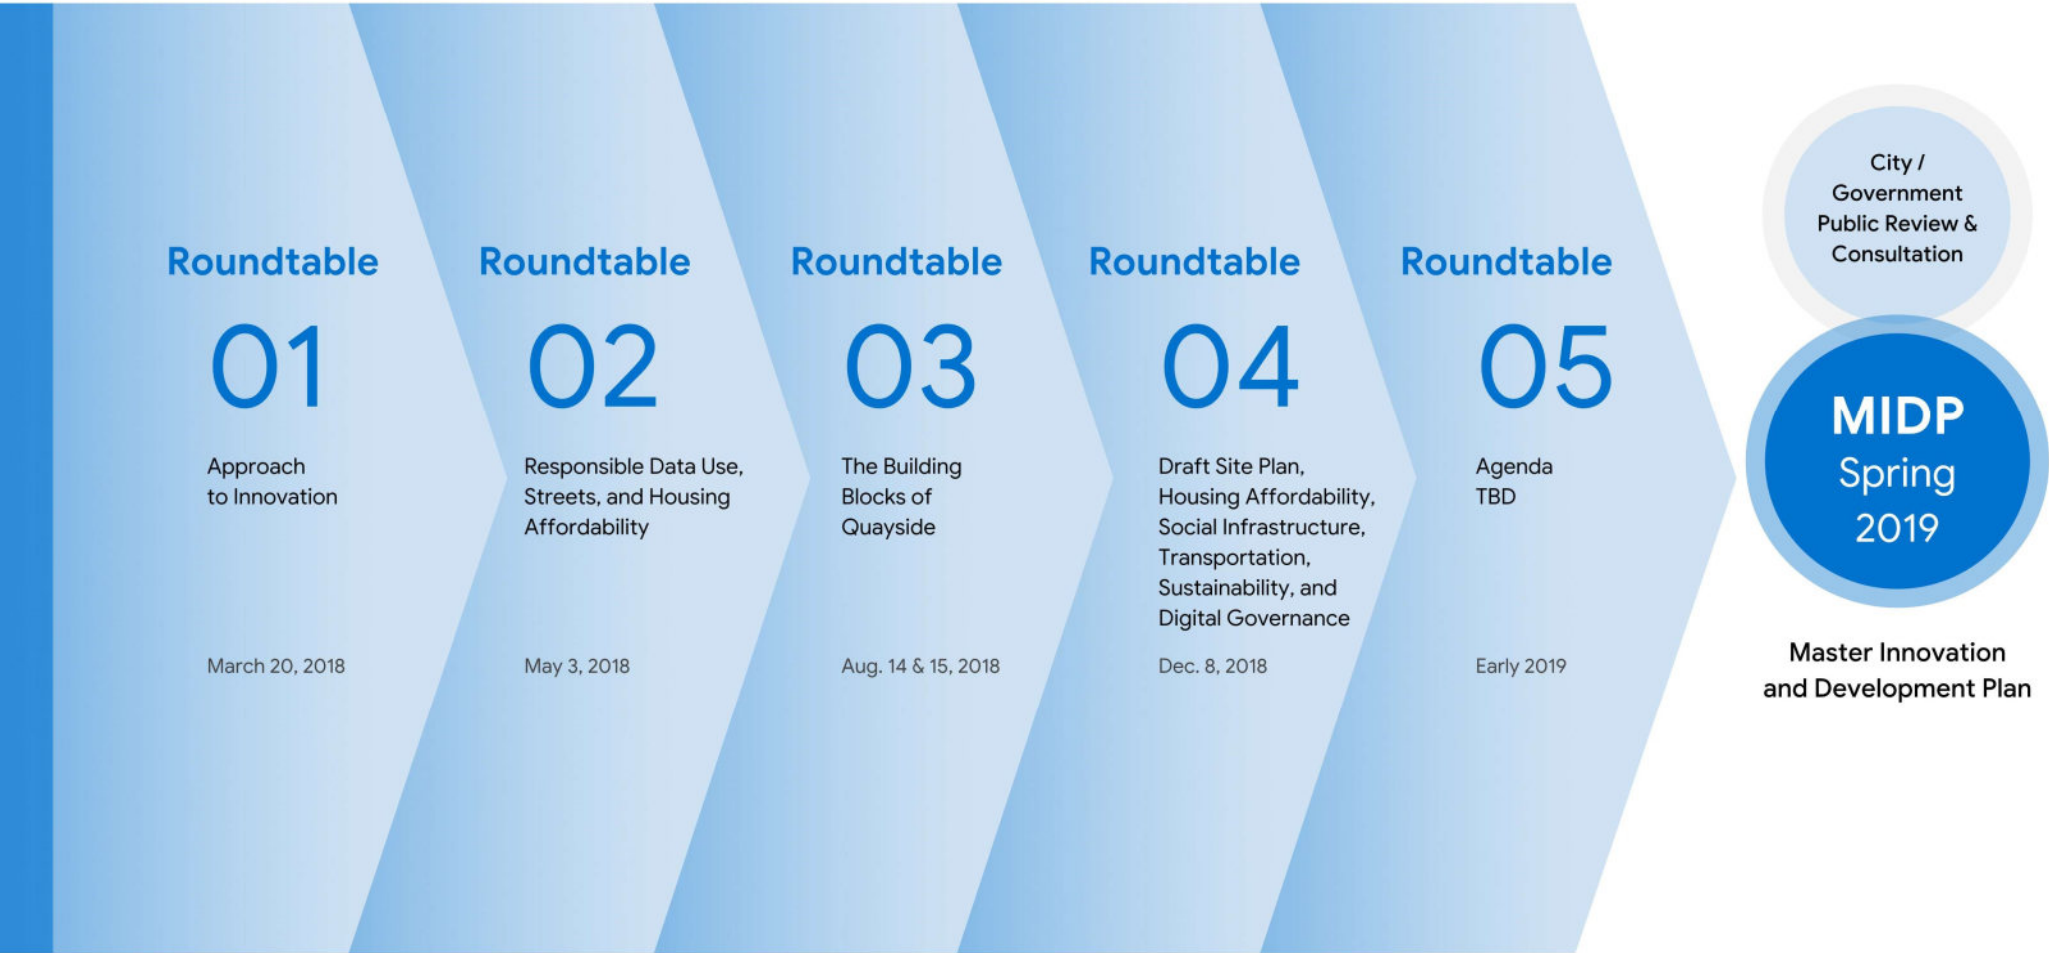 Roundtable
01
Approach
to Innovation
March 20, 2018
Roundtable
02
Responsible Data Use,
Streets, and Housing
Affordability
May 3, 2018
Roundtable
03
The Building
Blocks of
Quayside
Aug. 14 & 15, 2018
Roundtable
04
Draft Site Plan,
Housing Affordability,
Social Infrastructure,
Transportation,
Sustainability, and
Digital Governance
Dec. 8, 2018
Roundtable
05
Agenda
TBD
Early 2019
City /
Government
Public Review &
Consultation
MIDP
Spring
2019
Master Innovation
and Development Plan